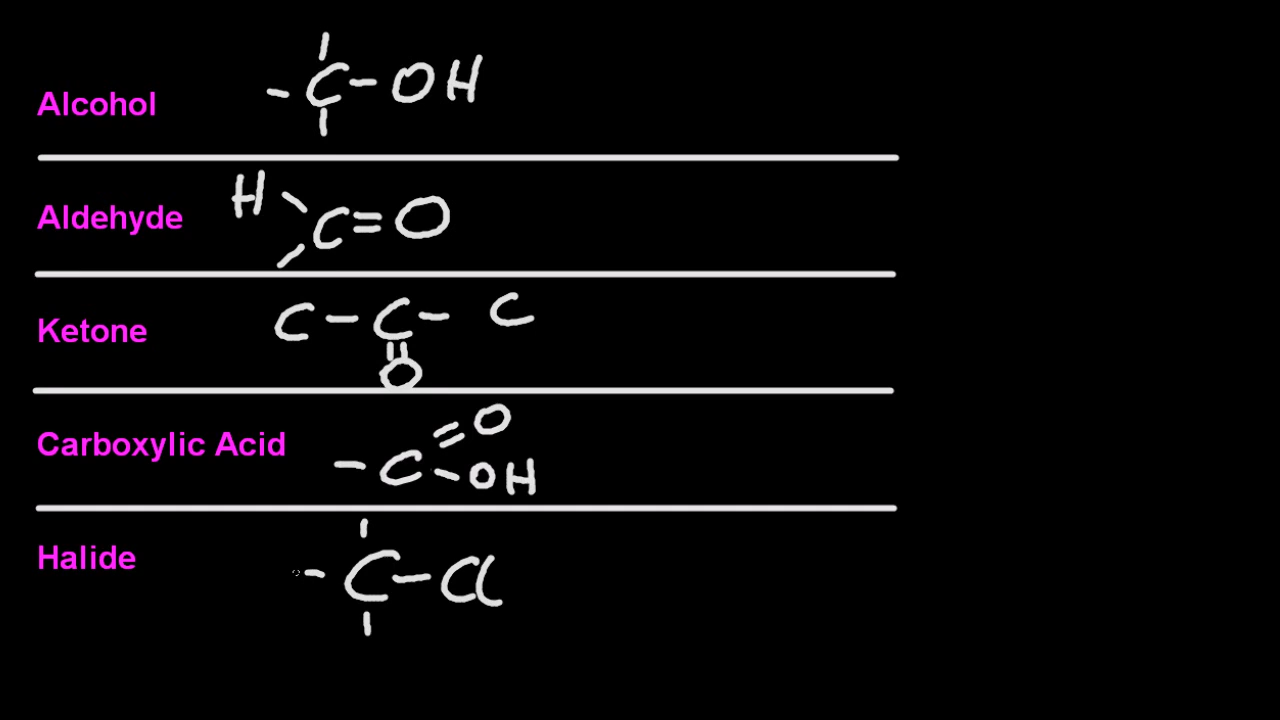 Alcohol
- C - OH
Aldehyde
H
C = O
Ketone
C - C - C
O
Carboxylic Acid
O
- C - OH
Halide
- C - Cl